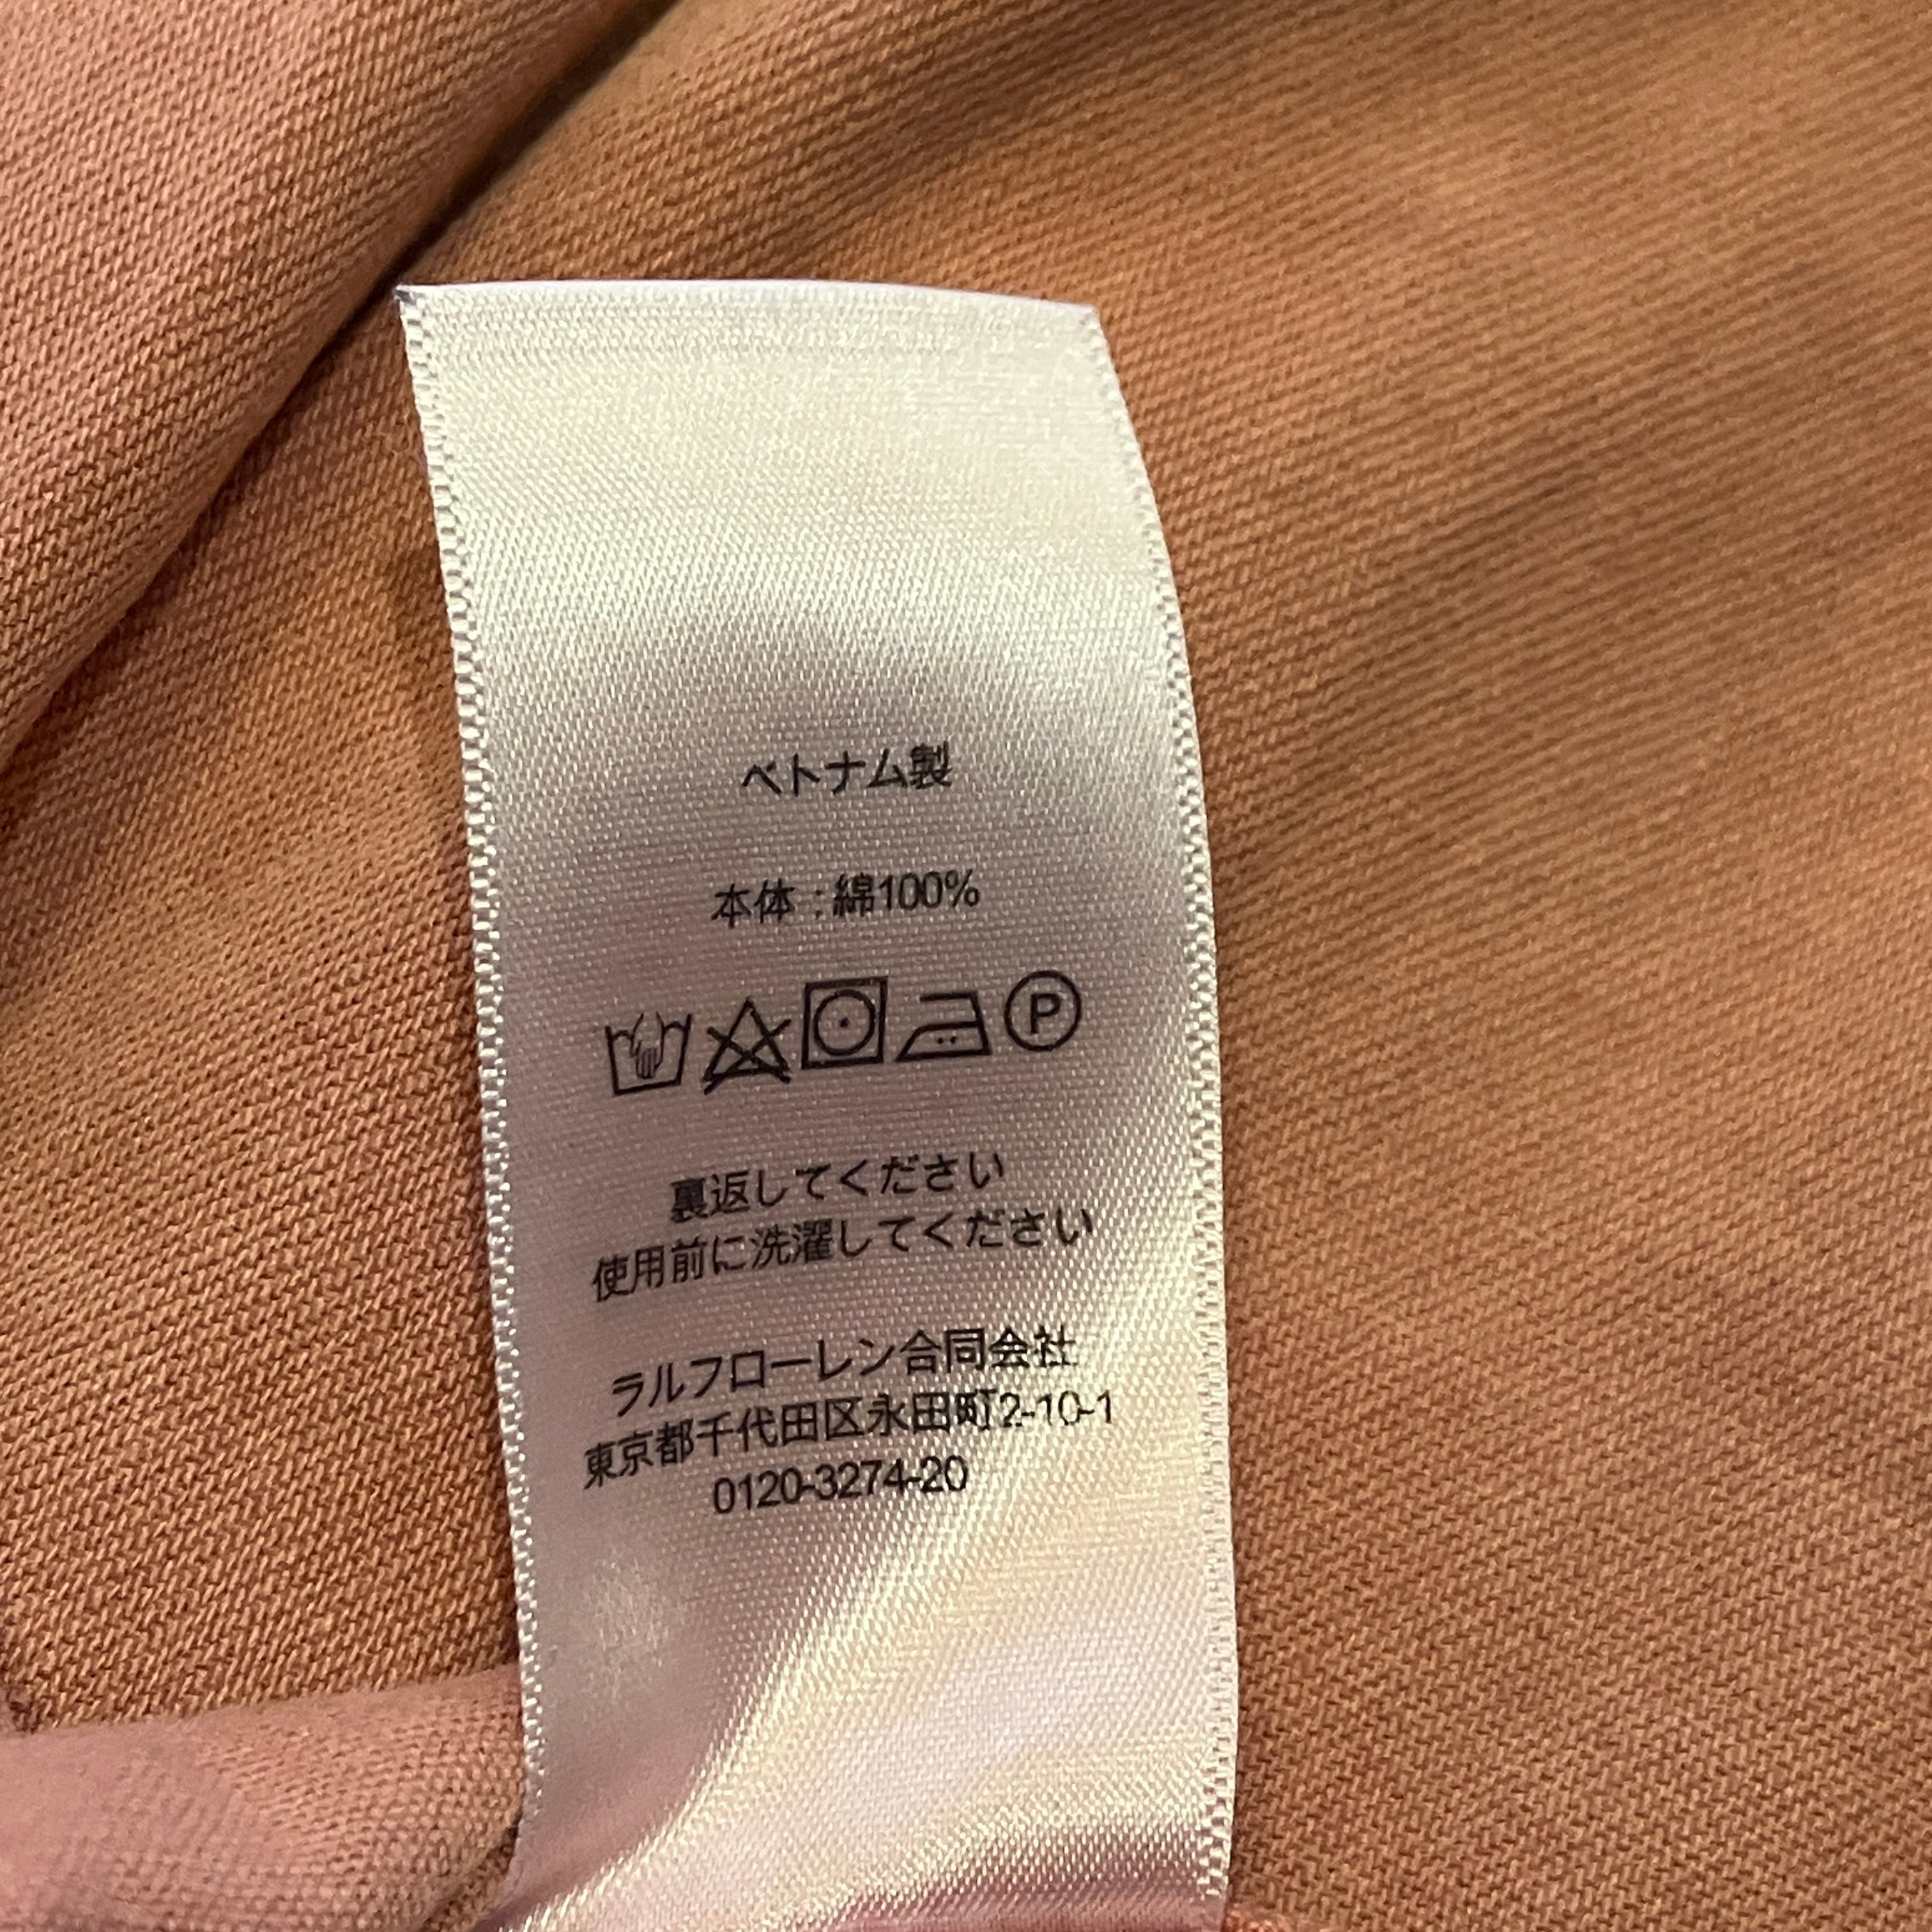 ベトナム製
本体 : 綿100%
P
裏返してください
使用前に洗濯してください
ラルフローレン合同会社
東京都千代田区永田町2-10-1
0120-3274-20